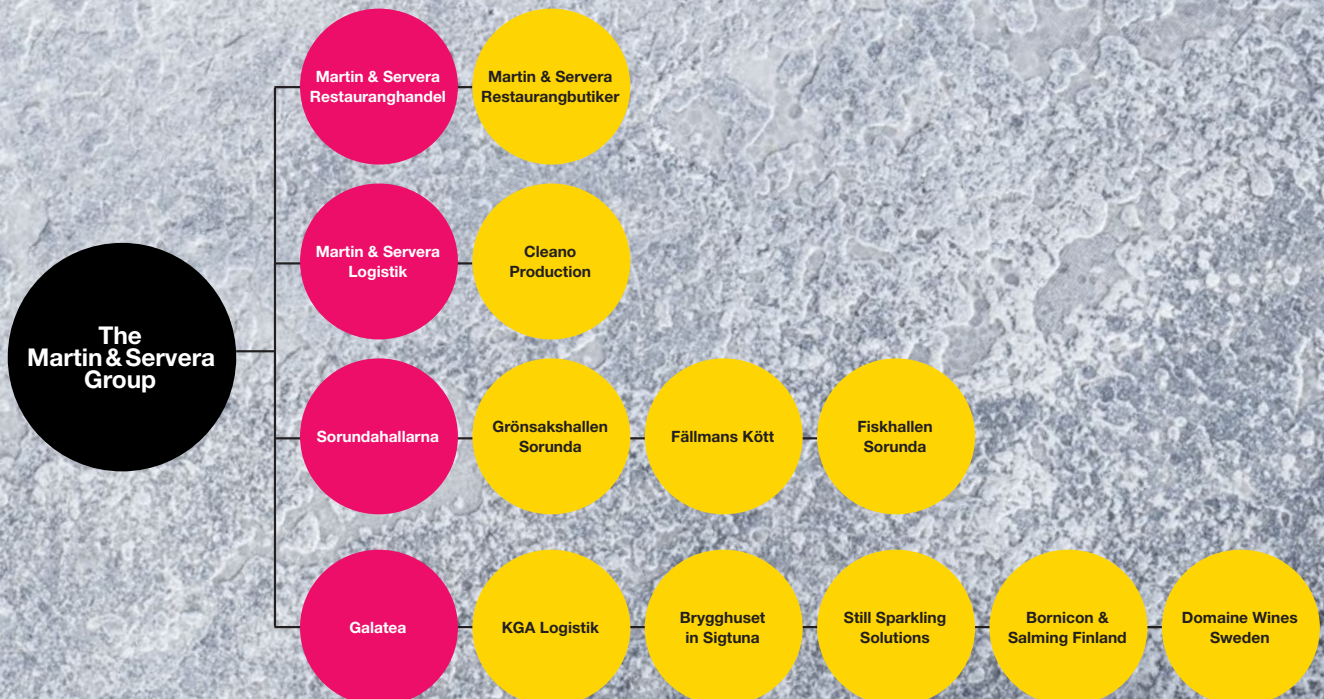 Martin & Servera
Restauranghandel
Martin & Servera
Restaurangbutiker
Martin & Servera
Logistik
Cleano
Production
The
Martin & Servera
Group
Sorundahallarna
Grönsakshallen
Sorunda
Fällmans Kött
Fiskhallen
Sorunda
Galatea
KGA Logistik
Brygghuset
in Sigtuna
Still Sparkling
Solutions
Bornicon &
Salming Finland
Domaine Wines
Sweden